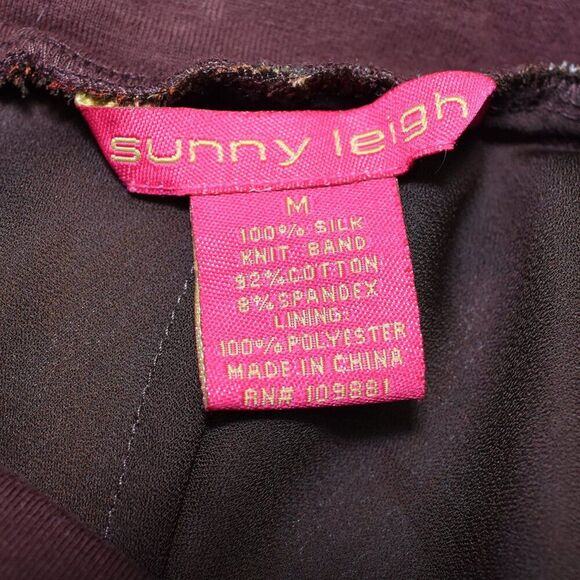 sunny leigh
M
100% SILK
KNIT BAND
92% COTTON
8% SPANDEX
LINING:
100% POLYESTER
MADE IN CHINA
RN# 109881